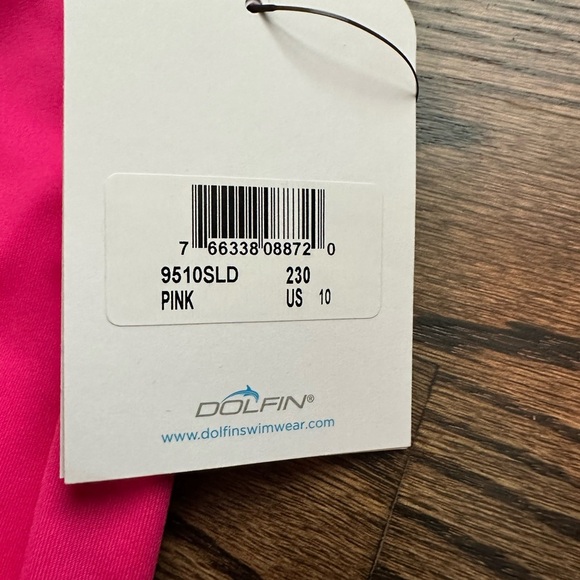 7 66338 08872 0
9510SLD 230
PINK US 10
DOLFIN®
www.dolfinswimwear.com